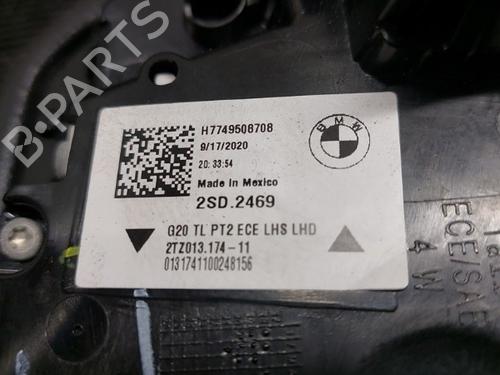 H7749508708
9/17/2020
20:33:54
Made in Mexico
2SD.2469
BMW
G20 TL PT2 ECE LHS LHD
2TZ013.174-11
0131741100248156
ECE/SAE
4 W
B-Parts